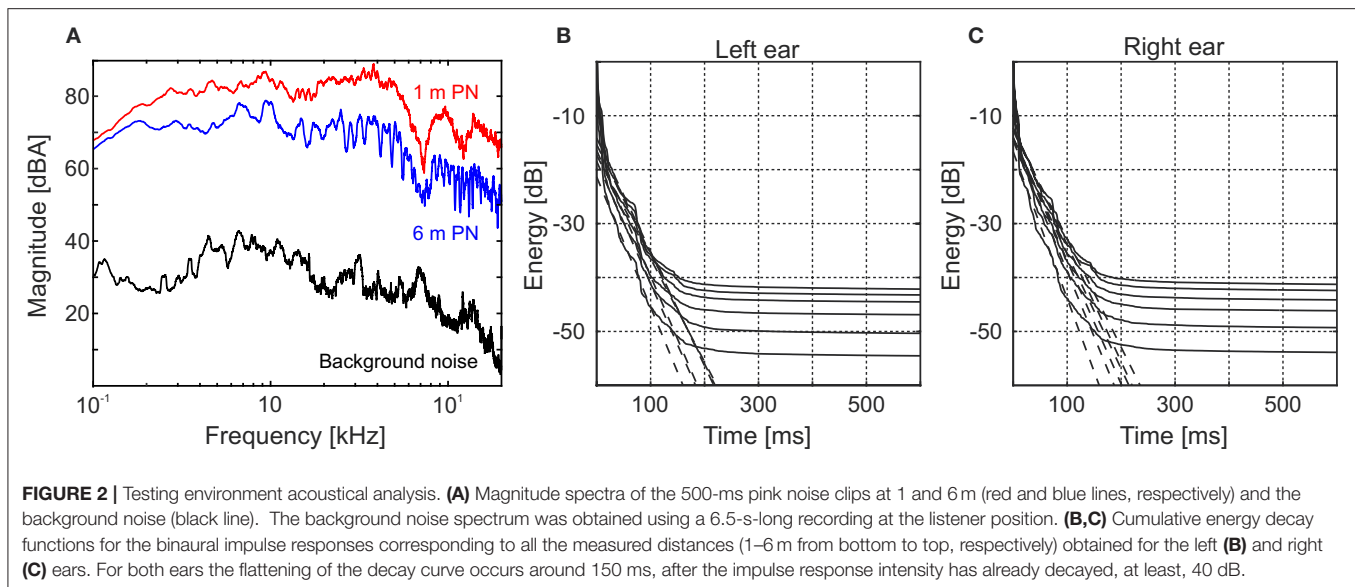 A
Magnitude [dBA]
80
60
40
20
1 m PN
6 m PN
Background noise
10-1
10
10¹
Frequency [kHz]
B
Left ear
Energy [dB]
-10
-30
-50
100
300
500
Time [ms]
C
Right ear
Energy [dB]
-10
-30
-50
100
300
500
Time [ms]
FIGURE 2 | Testing environment acoustical analysis. (A) Magnitude spectra of the 500-ms pink noise clips at 1 and 6 m (red and blue lines, respectively) and the
background noise (black line). The background noise spectrum was obtained using a 6.5-s-long recording at the listener position. (B,C) Cumulative energy decay
functions for the binaural impulse responses corresponding to all the measured distances (1–6 m from bottom to top, respectively) obtained for the left (B) and right
(C) ears. For both ears the flattening of the decay curve occurs around 150 ms, after the impulse response intensity has already decayed, at least, 40 dB.